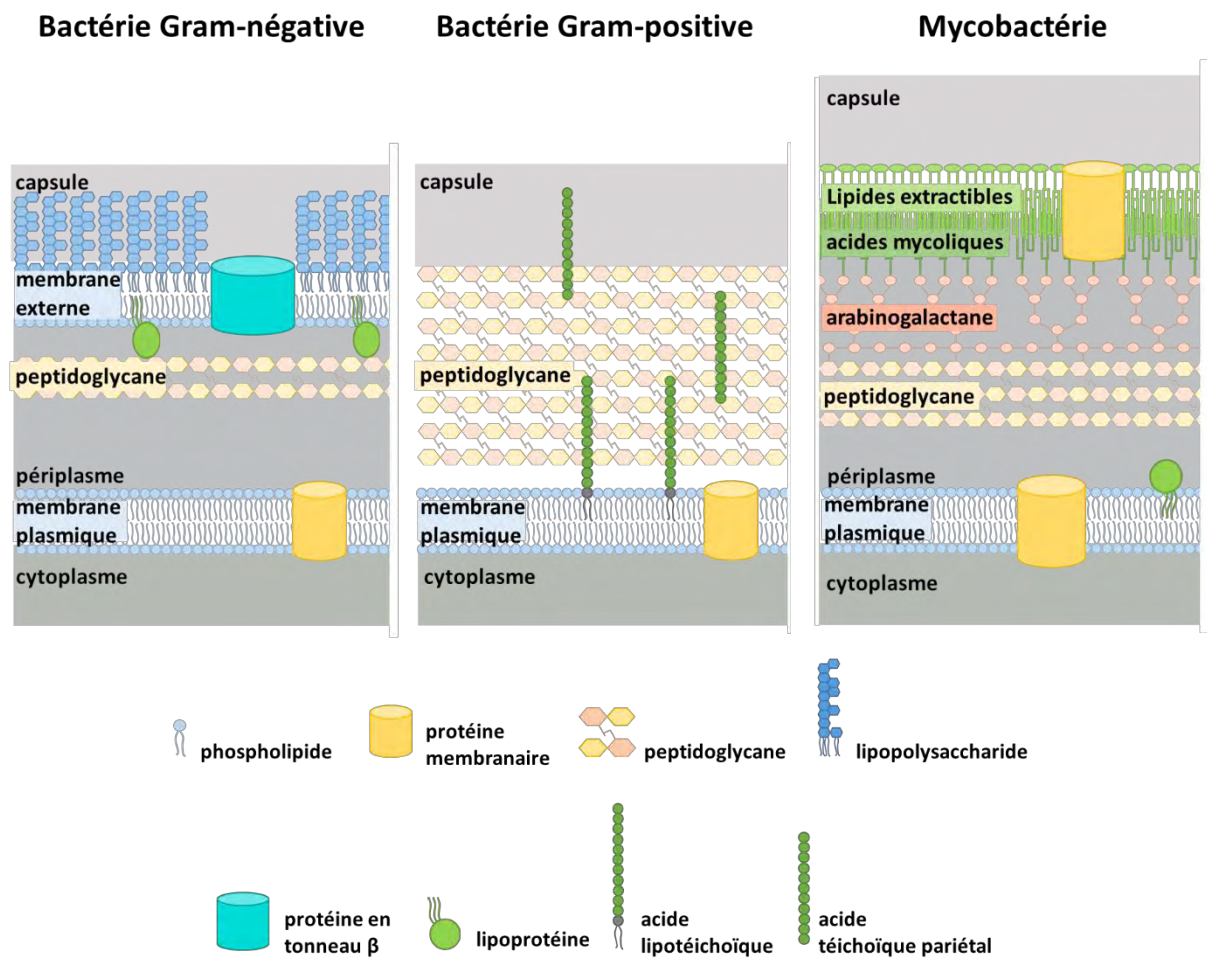 Bactérie Gram-négative
Bactérie Gram-positive
Mycobactérie
capsule
membrane
externe
peptidoglycane
périplasme
membrane
plasmique
cytoplasme
capsule
peptidoglycane
membrane
plasmique
cytoplasme
capsule
Lipides extractibles
acides mycoliques
arabinogalactane
peptidoglycane
périplasme
membrane
plasmique
cytoplasme
phospholipide
protéine
membranaire
peptidoglycane
lipopolysaccharide
protéine en
tonneau β
lipoprotéine
acide
lipotéichoïque
acide
téichoïque pariétal